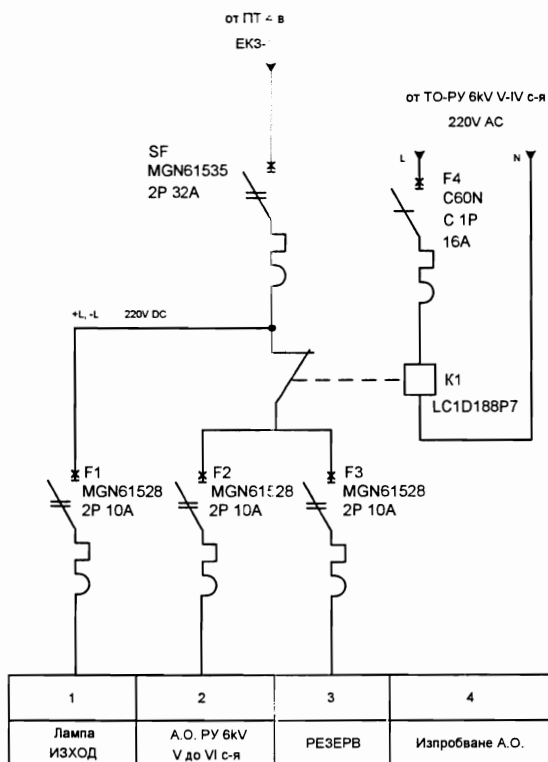 от ПТ 4 в
ЕК3-
от ТО-РУ 6kV V-IV с-я
220V AC
L
N
SF
MGN61535
2P 32A
F4
C60N
C 1P
16A
+L, -L 220V DC
K1
LC1D188P7
F1
MGN61528
2P 10A
F2
MGN61528
2P 10A
F3
MGN61528
2P 10A
1
2
3
4
Лампа
ИЗХОД
А.О. РУ 6kV
V до VI с-я
РЕЗЕРВ
Изпробване А.О.